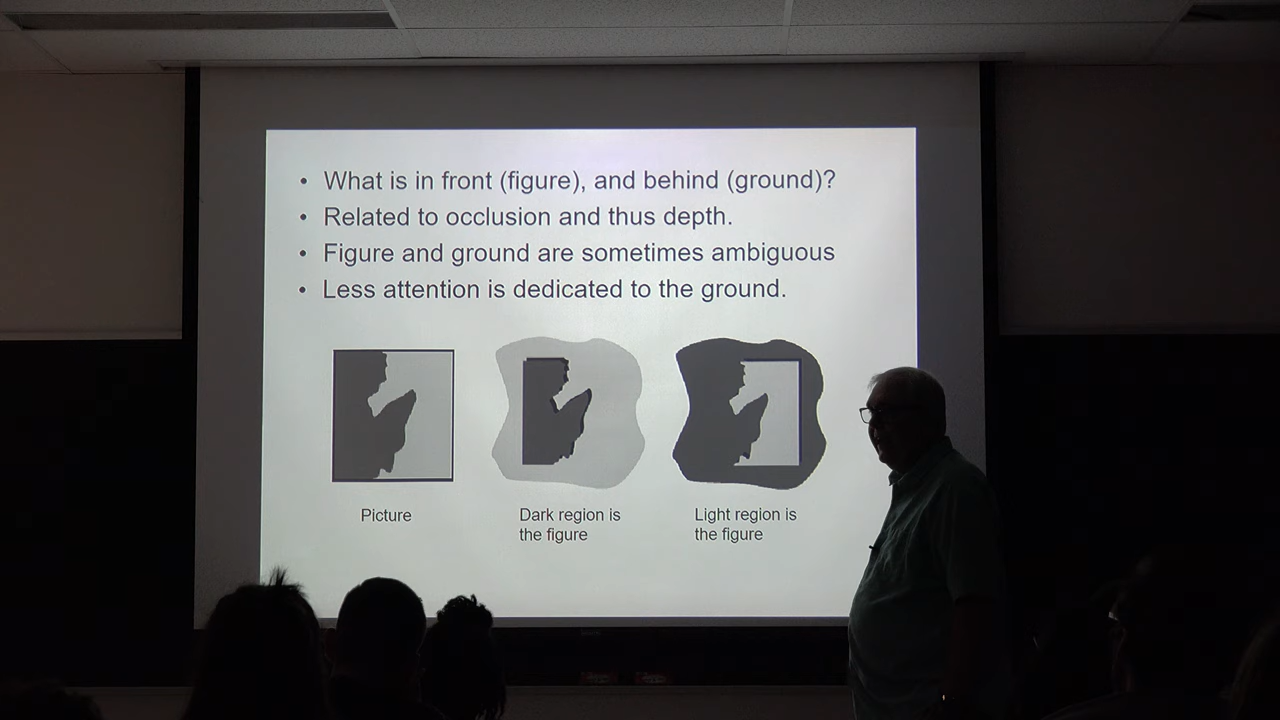 • What is in front (figure), and behind (ground)?
• Related to occlusion and thus depth.
• Figure and ground are sometimes ambiguous
• Less attention is dedicated to the ground.
Picture
Dark region is
the figure
Light region is
the figure